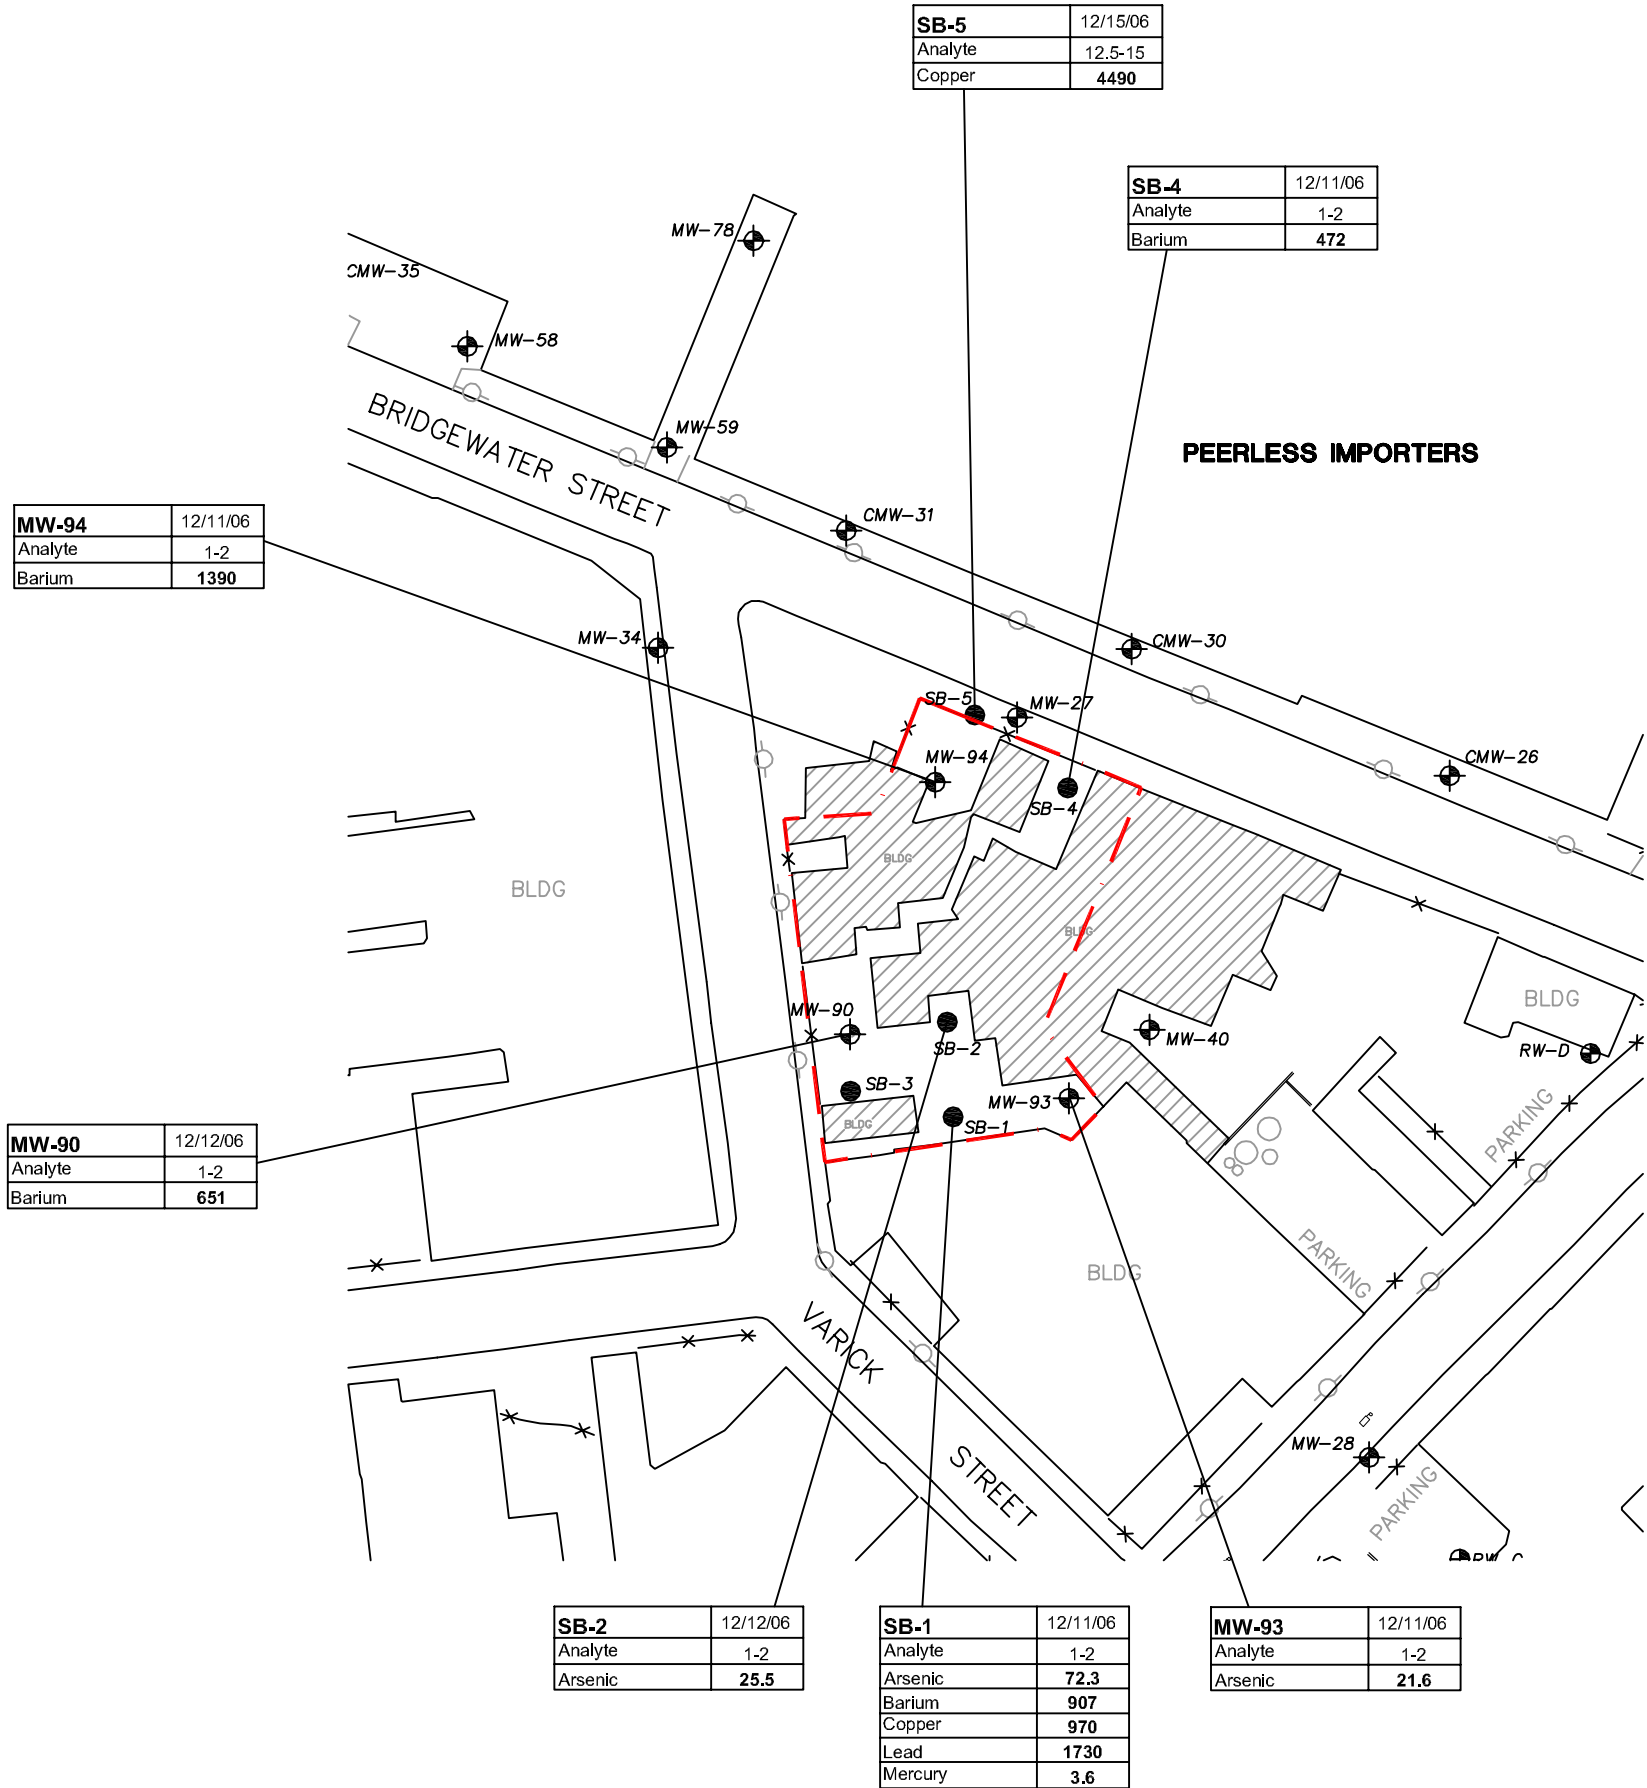 SB-5 12/15/06
Analyte 12.5-15
Copper 4490
SB-4 12/11/06
Analyte 1-2
Barium 472
MW-78
CMW-35
MW-58
BRIDGEWATER STREET
MW-59
PEERLESS IMPORTERS
CMW-31
MW-94 12/11/06
Analyte 1-2
Barium 1390
MW-34
CMW-30
SB-5
MW-27
MW-94
CMW-26
SB-4
BLDG
BLDG
BLDG
BLDG
MW-90
SB-2
MW-40
RW-D
SB-3
MW-93
SB-1
BLDG
PARKING
MW-90 12/12/06
Analyte 1-2
Barium 651
PARKING
BLDG
VARICK STREET
MW-28
PARKING
SB-2 12/12/06
Analyte 1-2
Arsenic 25.5
SB-1 12/11/06
Analyte 1-2
Arsenic 72.3
Barium 907
Copper 970
Lead 1730
Mercury 3.6
MW-93 12/11/06
Analyte 1-2
Arsenic 21.6